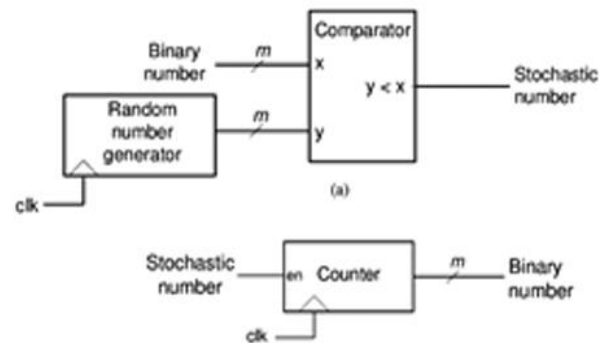 Comparator
Binary
number
m
x
y < x
Stochastic
number
Random
number
generator
m
y
clk
(a)
Stochastic
number
en
Counter
m
Binary
number
clk